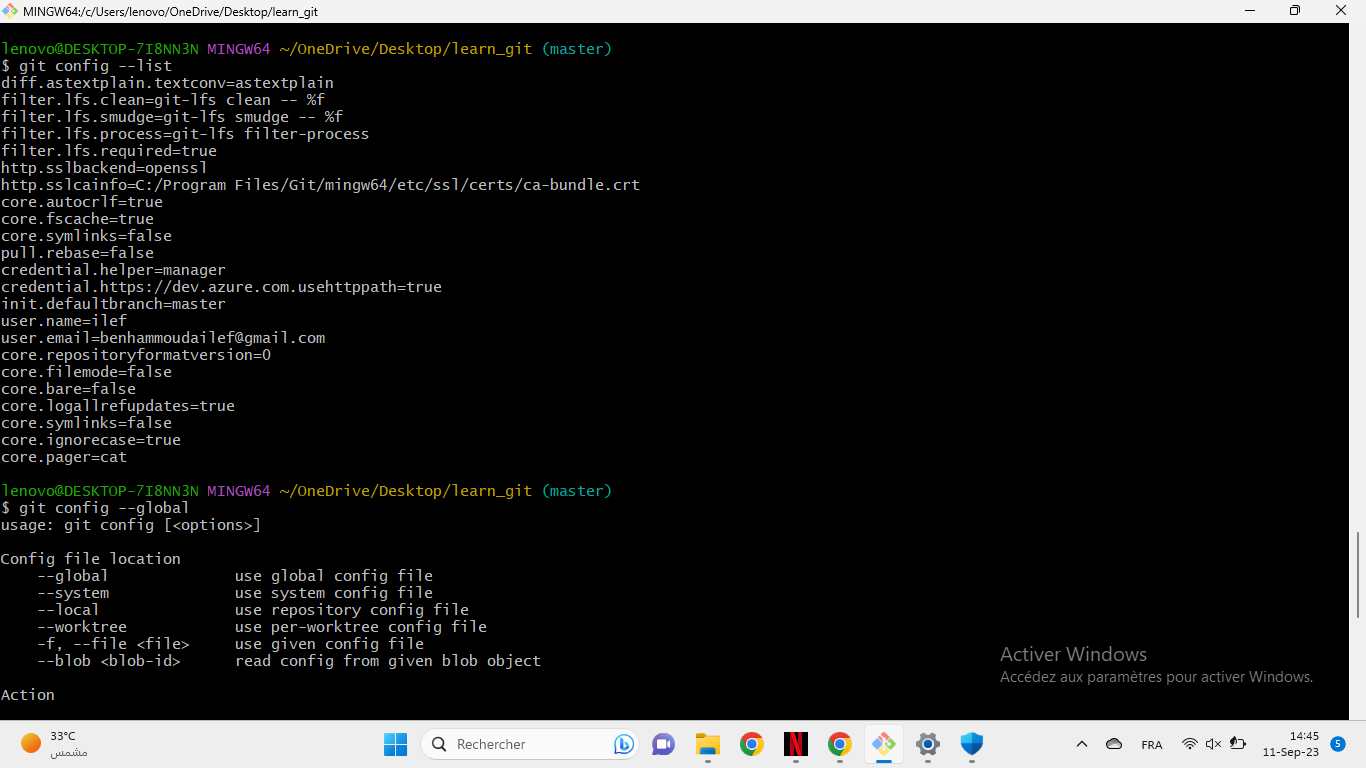 MINGW64:/c/Users/lenovo/OneDrive/Desktop/learn_git
lenovo@DESKTOP-7I8NN3N MINGW64 ~/OneDrive/Desktop/learn_git (master)
$ git config --list
diff.astextplain.textconv=astextplain
filter.lfs.clean=git-lfs clean -- %f
filter.lfs.smudge=git-lfs smudge -- %f
filter.lfs.process=git-lfs filter-process
filter.lfs.required=true
http.sslbackend=openssl
http.sslcainfo=C:/Program Files/Git/mingw64/etc/ssl/certs/ca-bundle.crt
core.autocrlf=true
core.fscache=true
core.symlinks=false
pull.rebase=false
credential.helper=manager
credential.https://dev.azure.com.usehttppath=true
init.defaultbranch=master
user.name=ilef
user.email=benhammoudailef@gmail.com
core.repositoryformatversion=0
core.filemode=false
core.bare=false
core.logallrefupdates=true
core.symlinks=false
core.ignorecase=true
core.pager=cat
lenovo@DESKTOP-7I8NN3N MINGW64 ~/OneDrive/Desktop/learn_git (master)
$ git config --global
usage: git config [<options>]
Config file location
    --global              use global config file
    --system              use system config file
    --local               use repository config file
    --worktree            use per-worktree config file
    -f, --file <file>     use given config file
    --blob <blob-id>      read config from given blob object
Action
Activer Windows
Accédez aux paramètres pour activer Windows.
33°C
مشمس
Rechercher
FRA
14:45
11-Sep-23
5